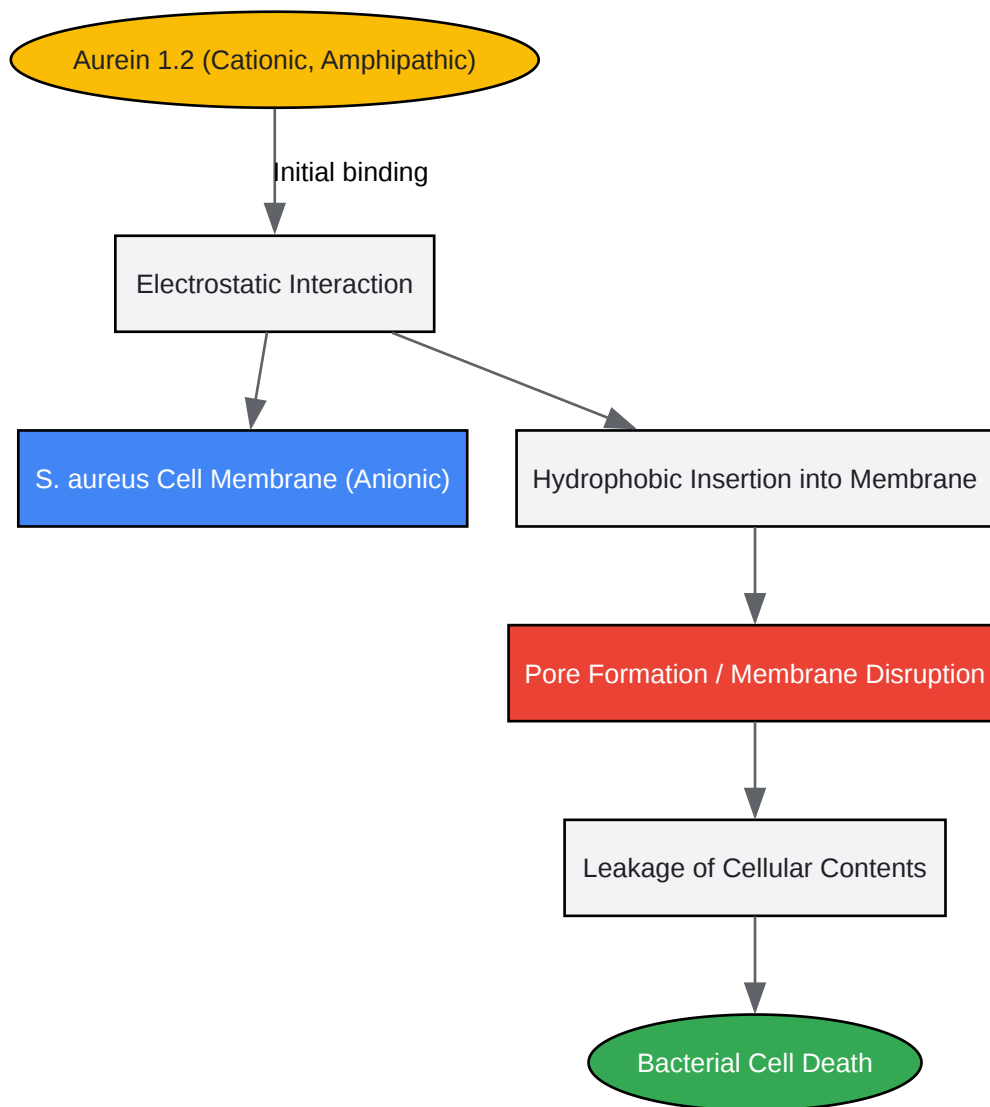 Aurein 1.2 (Cationic, Amphipathic)
Initial binding
Electrostatic Interaction
S. aureus Cell Membrane (Anionic)
Hydrophobic Insertion into Membrane
Pore Formation / Membrane Disruption
Leakage of Cellular Contents
Bacterial Cell Death